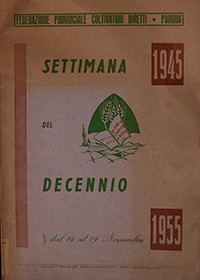 FEDERAZIONE PROVINCIALE COLTIVATORI DIRETTI • PADOVA
SETTIMANA
1945
DEL
DECENNIO
dal 14 al 19 Novembre
1955